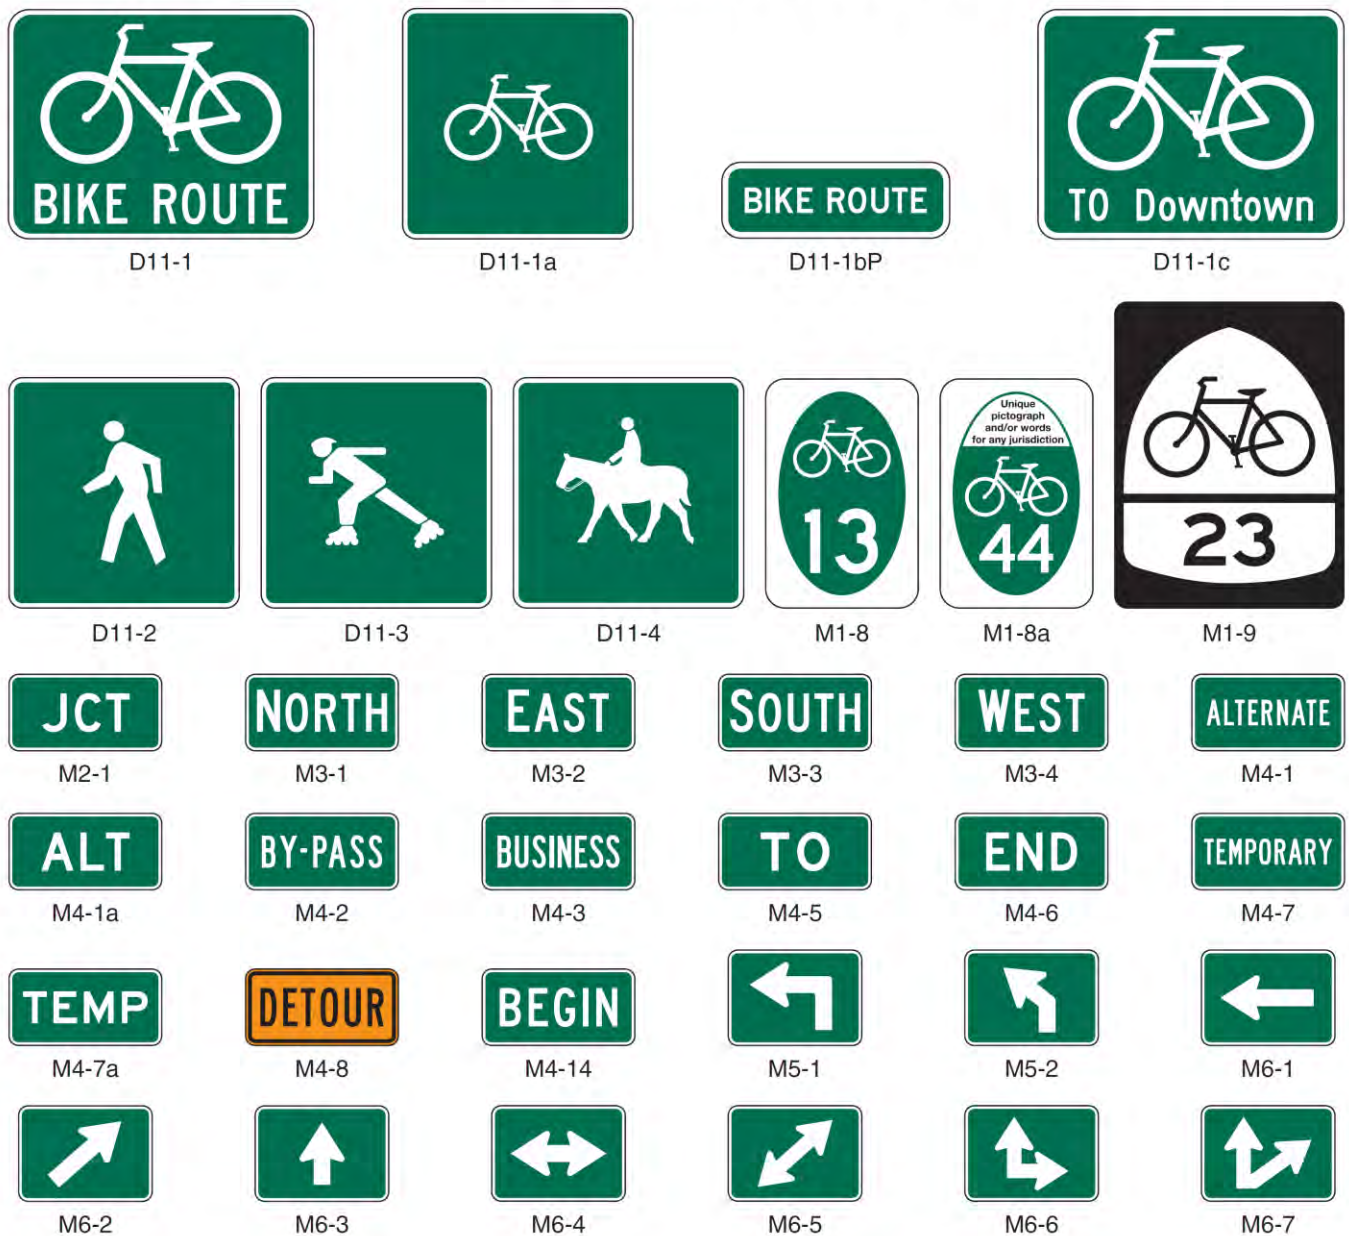 BIKE ROUTE
BIKE ROUTE
TO Downtown
D11-1
D11-1a
D11-1bP
D11-1c
Unique
pictograph
and/or words
for any jurisdiction
13
44
23
D11-2
D11-3
D11-4
M1-8
M1-8a
M1-9
JCT
NORTH
EAST
SOUTH
WEST
ALTERNATE
M2-1
M3-1
M3-2
M3-3
M3-4
M4-1
ALT
BY-PASS
BUSINESS
TO
END
TEMPORARY
M4-1a
M4-2
M4-3
M4-5
M4-6
M4-7
TEMP
DETOUR
BEGIN
M4-7a
M4-8
M4-14
M5-1
M5-2
M6-1
M6-2
M6-3
M6-4
M6-5
M6-6
M6-7